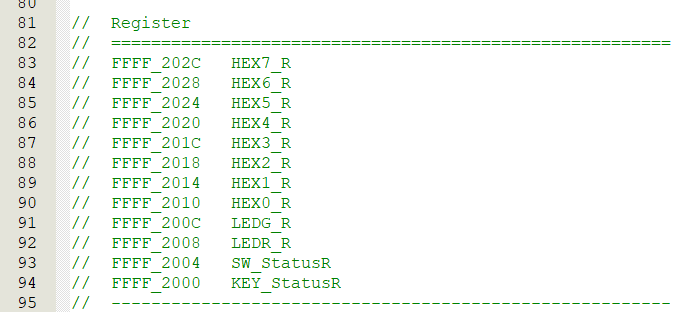 80
81 // Register
82 // ========================================================
83 // FFFF_202C HEX7_R
84 // FFFF_2028 HEX6_R
85 // FFFF_2024 HEX5_R
86 // FFFF_2020 HEX4_R
87 // FFFF_201C HEX3_R
88 // FFFF_2018 HEX2_R
89 // FFFF_2014 HEX1_R
90 // FFFF_2010 HEX0_R
91 // FFFF_200C LEDG_R
92 // FFFF_2008 LEDR_R
93 // FFFF_2004 SW_StatusR
94 // FFFF_2000 KEY_StatusR
95 // --------------------------------------------------------